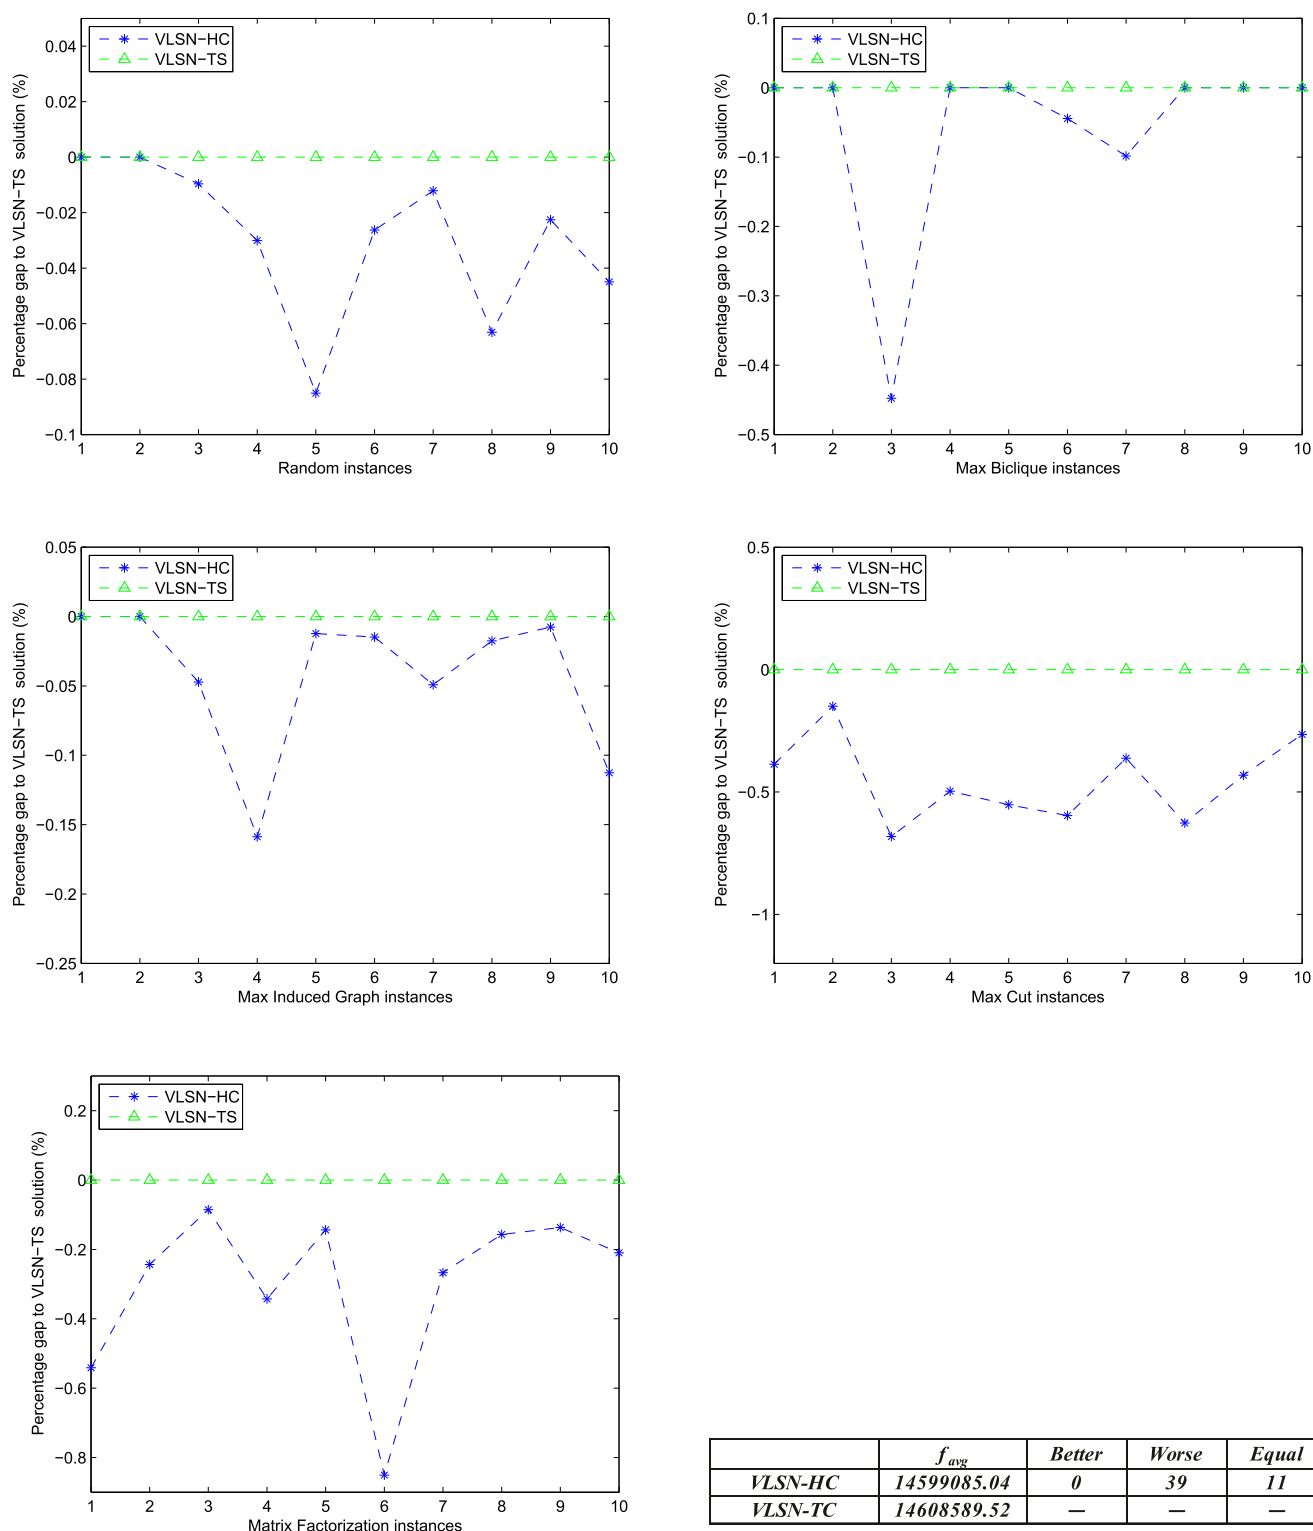 VLSN−HC
VLSN−TS
0.04
0.02
0
−0.02
−0.04
−0.06
−0.08
−0.1
Percentage gap to VLSN−TS solution (%)
1 2 3 4 5 6 7 8 9 10
Random instances
VLSN−HC
VLSN−TS
0.1
0
−0.1
−0.2
−0.3
−0.4
−0.5
Percentage gap to VLSN−TS solution (%)
1 2 3 4 5 6 7 8 9 10
Max Biclique instances
VLSN−HC
VLSN−TS
0.05
0
−0.05
−0.1
−0.15
−0.2
−0.25
Percentage gap to VLSN−TS solution (%)
1 2 3 4 5 6 7 8 9 10
Max Induced Graph instances
VLSN−HC
VLSN−TS
0.5
0
−0.5
−1
Percentage gap to VLSN−TS solution (%)
1 2 3 4 5 6 7 8 9 10
Max Cut instances
VLSN−HC
VLSN−TS
0.2
0
−0.2
−0.4
−0.6
−0.8
Percentage gap to VLSN−TS solution (%)
1 2 3 4 5 6 7 8 9 10
Matrix Factorization instances
f_avg Better Worse Equal
VLSN-HC 14599085.04 0 39 11
VLSN-TC 14608589.52 — — —